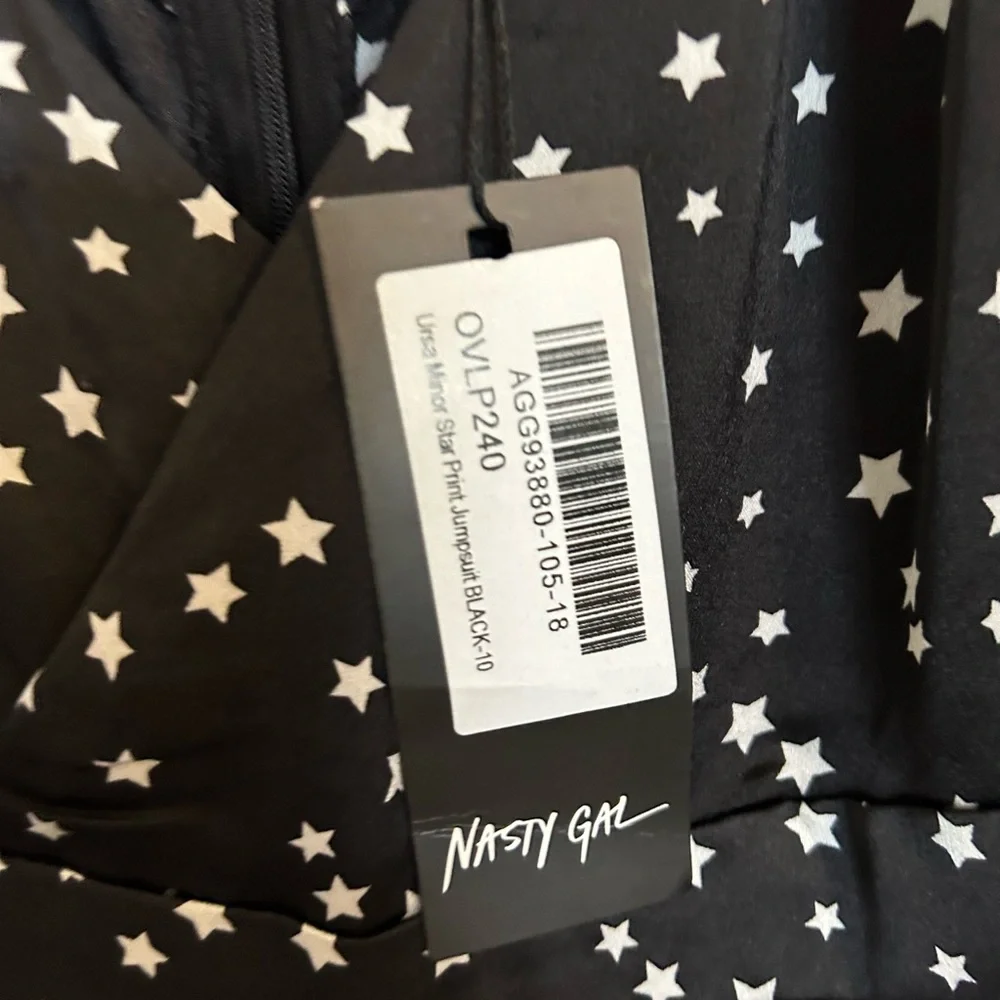 AGG93880-105-18
OVLP240
Ursa Minor Star Print Jumpsuit BLACK-10
NASTY GAL